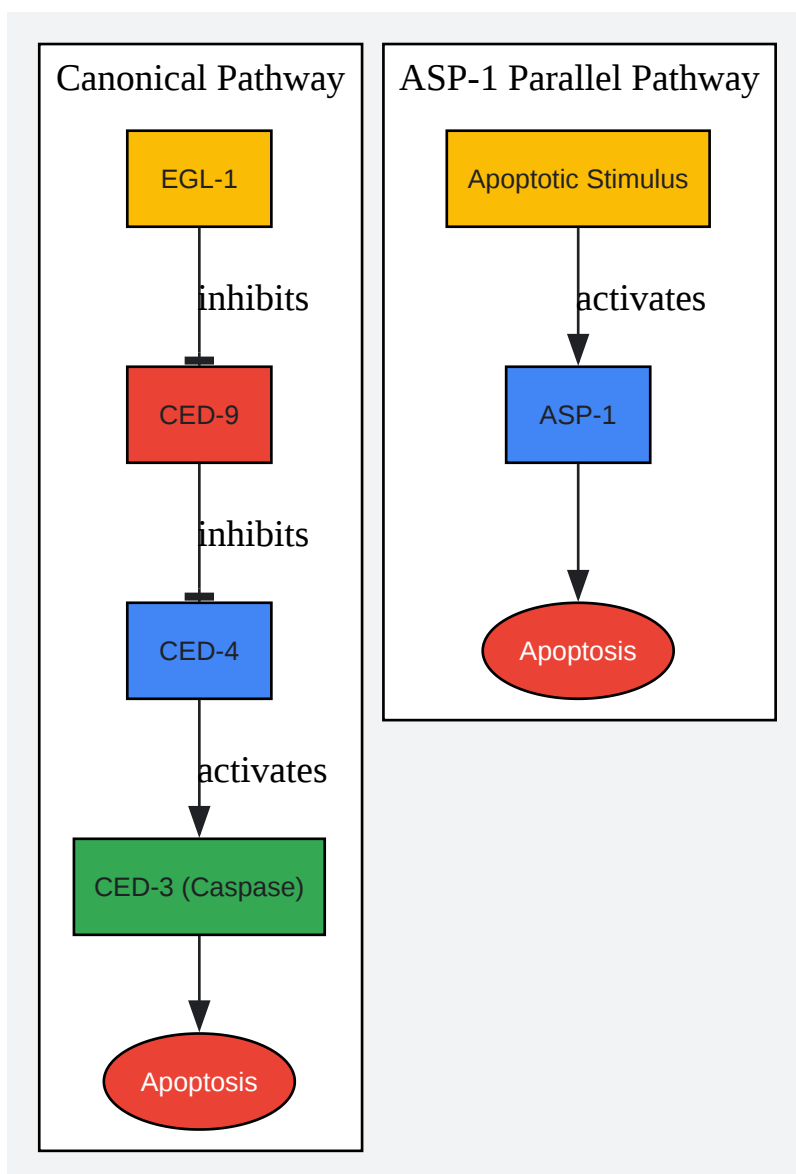 Canonical Pathway
EGL-1
inhibits
CED-9
inhibits
CED-4
activates
CED-3 (Caspase)
Apoptosis
ASP-1 Parallel Pathway
Apoptotic Stimulus
activates
ASP-1
Apoptosis